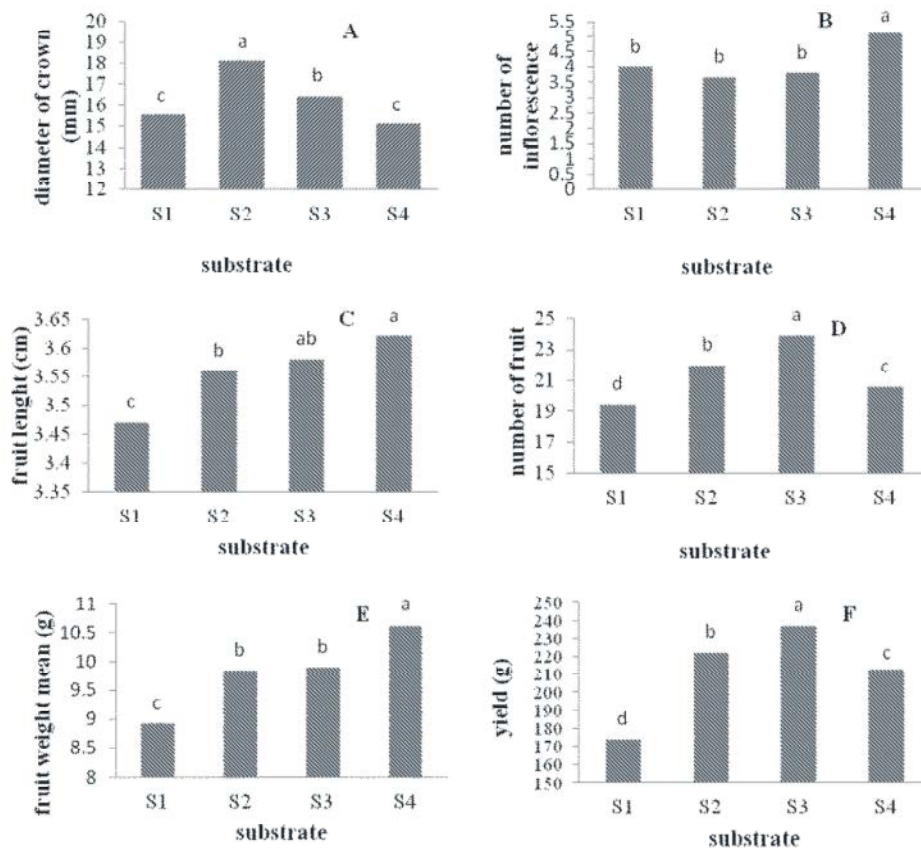 A
diameter of crown
(mm)
20
19
18
17
16
15
14
13
12
c
a
b
c
S1
S2
S3
S4
substrate
B
number of
inflorescence
5.5
5
4.5
4
3.5
3
2.5
2
1.5
1
0.5
0
b
b
b
a
S1
S2
S3
S4
substrate
C
fruit lenght (cm)
3.65
3.6
3.55
3.5
3.45
3.4
3.35
c
b
ab
a
S1
S2
S3
S4
substrate
D
number of fruit
25
23
21
19
17
15
d
b
a
c
S1
S2
S3
S4
substrate
E
fruit weight mean (g)
11
10.5
10
9.5
9
8.5
8
c
b
b
a
S1
S2
S3
S4
substrate
F
yield (g)
250
240
230
220
210
200
190
180
170
160
150
d
b
a
c
S1
S2
S3
S4
substrate